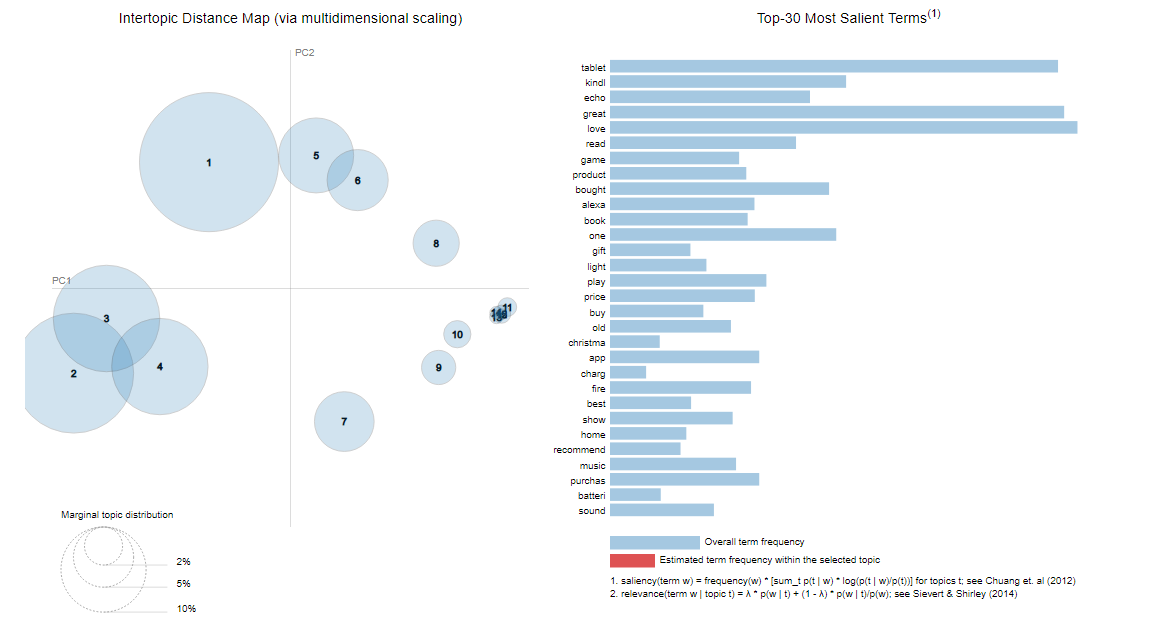 Intertopic Distance Map (via multidimensional scaling)
PC2
PC1
1
5
6
8
3
2
4
11
10
9
7
Marginal topic distribution
2%
5%
10%
Top-30 Most Salient Terms(1)
tablet
kindl
echo
great
love
read
game
product
bought
alexa
book
one
gift
light
play
price
buy
old
christma
app
charg
fire
best
show
home
recommend
music
purchas
batteri
sound
Overall term frequency
Estimated term frequency within the selected topic
1. saliency(term w) = frequency(w) * [sum_t p(t | w) * log(p(t | w)/p(t))] for topics t; see Chuang et. al (2012)
2. relevance(term w | topic t) = λ * p(w | t) + (1 - λ) * p(w | t)/p(w); see Sievert & Shirley (2014)